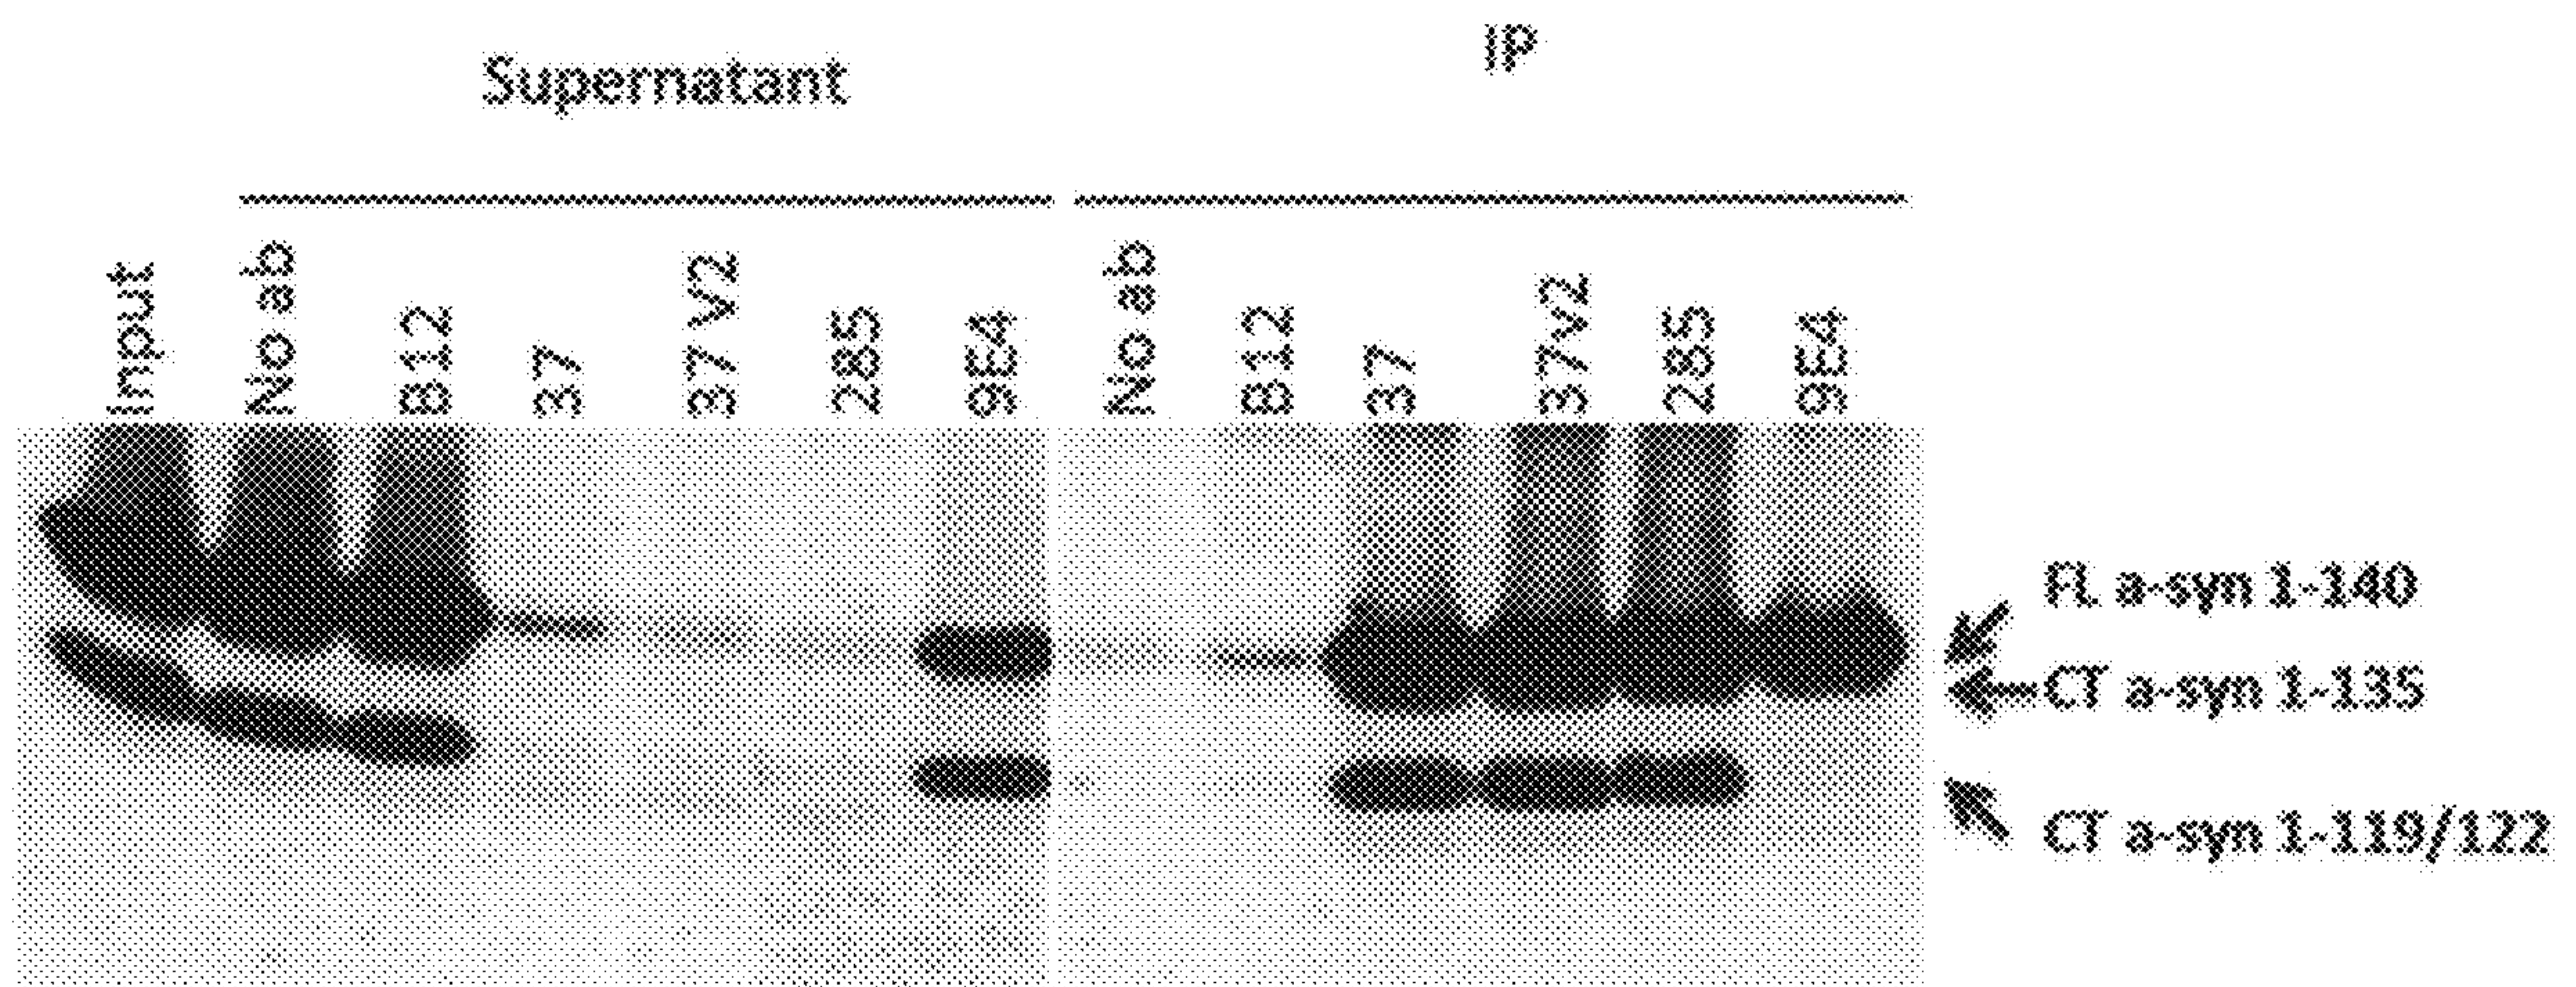 Supernatant
IP
Input
No ab
B12
37
37 V2
285
9E4
No ab
B12
37
37V2
285
9E4
FL a-syn 1-140
CT a-syn 1-135
CT a-syn 1-119/122